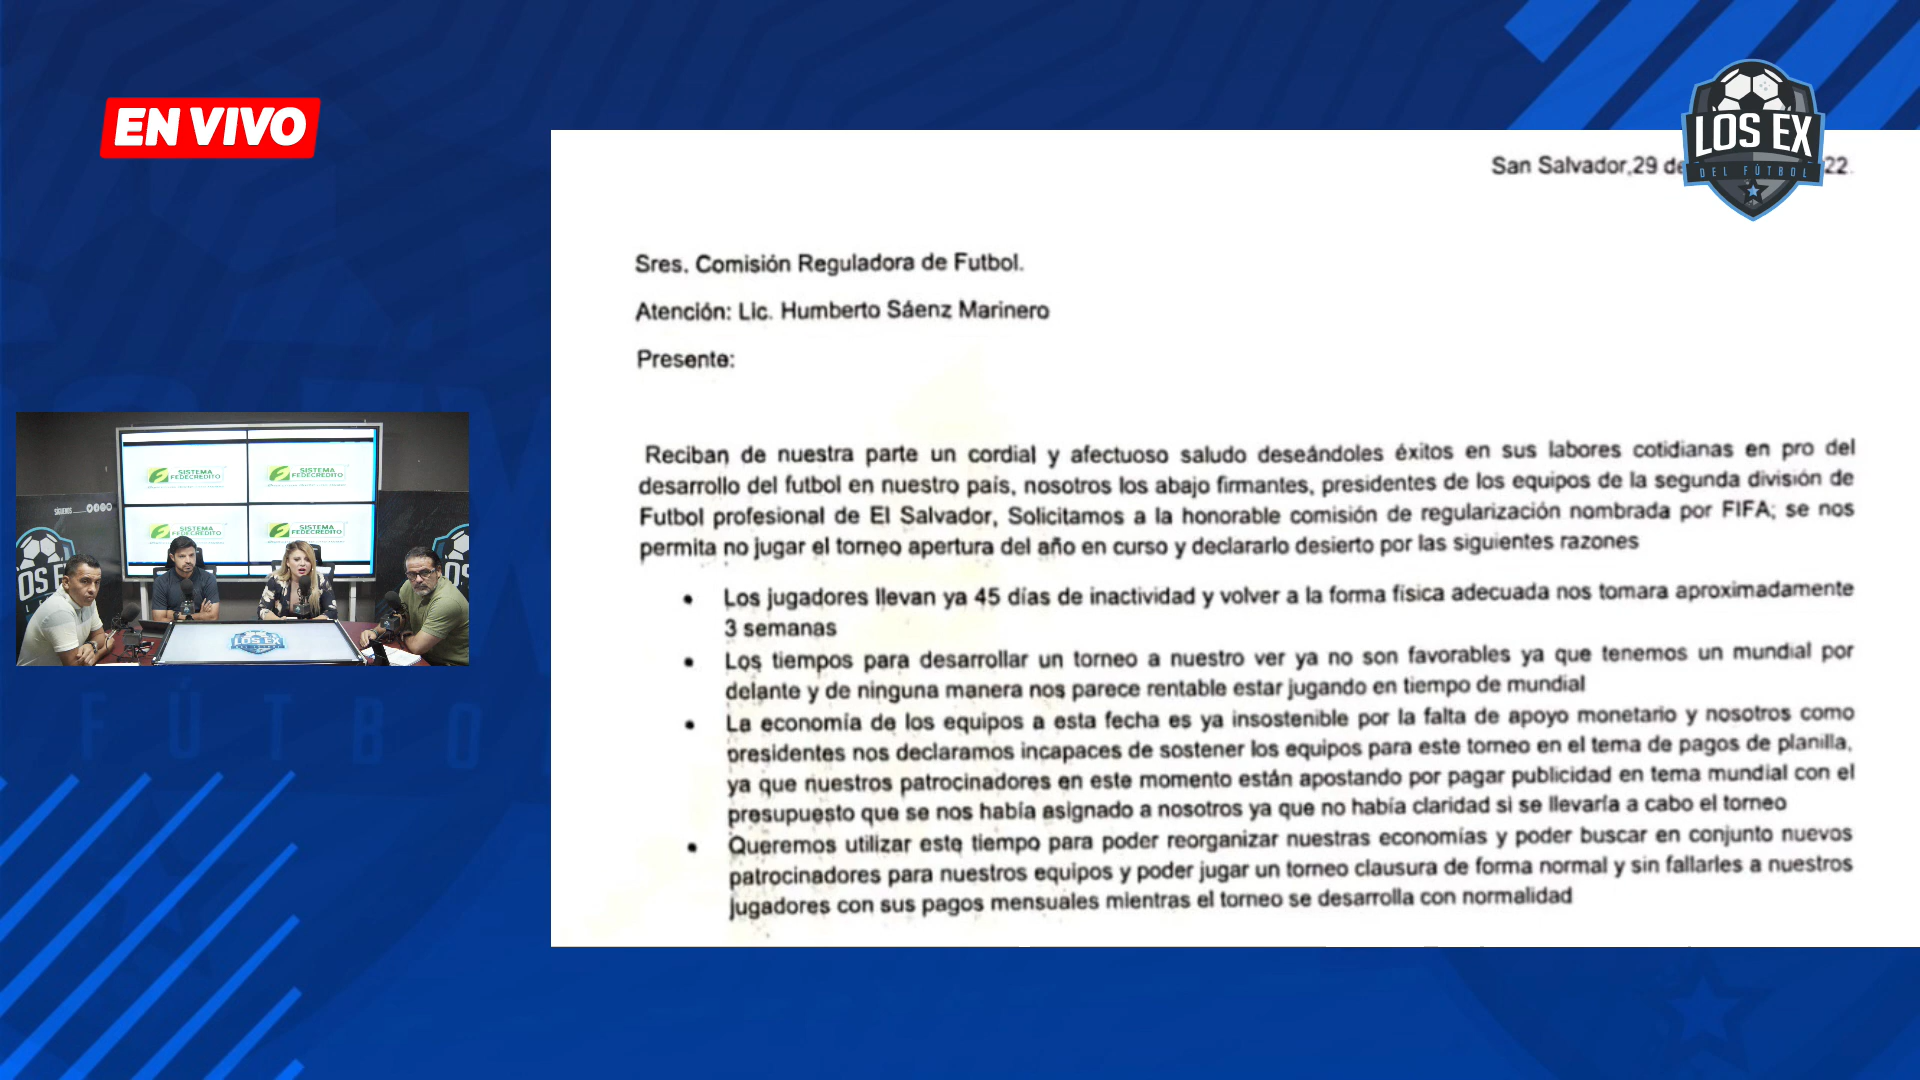 EN VIVO
LOS EX
DEL FÚTBOL
San Salvador,29 de 22.
Sres. Comisión Reguladora de Futbol.
Atención: Lic. Humberto Sáenz Marinero
Presente:
Reciban de nuestra parte un cordial y afectuoso saludo deseándoles éxitos en sus labores cotidianas en pro del
desarrollo del futbol en nuestro país, nosotros los abajo firmantes, presidentes de los equipos de la segunda división de
Futbol profesional de El Salvador, Solicitamos a la honorable comisión de regularización nombrada por FIFA; se nos
permita no jugar el torneo apertura del año en curso y declararlo desierto por las siguientes razones
• Los jugadores llevan ya 45 días de inactividad y volver a la forma física adecuada nos tomara aproximadamente
3 semanas
• Los tiempos para desarrollar un torneo a nuestro ver ya no son favorables ya que tenemos un mundial por
delante y de ninguna manera nos parece rentable estar jugando en tiempo de mundial
• La economía de los equipos a esta fecha es ya insostenible por la falta de apoyo monetario y nosotros como
presidentes nos declaramos incapaces de sostener los equipos para este torneo en el tema de pagos de planilla,
ya que nuestros patrocinadores en este momento están apostando por pagar publicidad en tema mundial con el
presupuesto que se nos había asignado a nosotros ya que no había claridad si se llevaría a cabo el torneo
• Queremos utilizar este tiempo para poder reorganizar nuestras economías y poder buscar en conjunto nuevos
patrocinadores para nuestros equipos y poder jugar un torneo clausura de forma normal y sin fallarles a nuestros
jugadores con sus pagos mensuales mientras el torneo se desarrolla con normalidad
SISTEMA
FEDECREDITO
SISTEMA
FEDECREDITO
SISTEMA
FEDECREDITO
SISTEMA
FEDECREDITO
LOS EX
FÚTBO